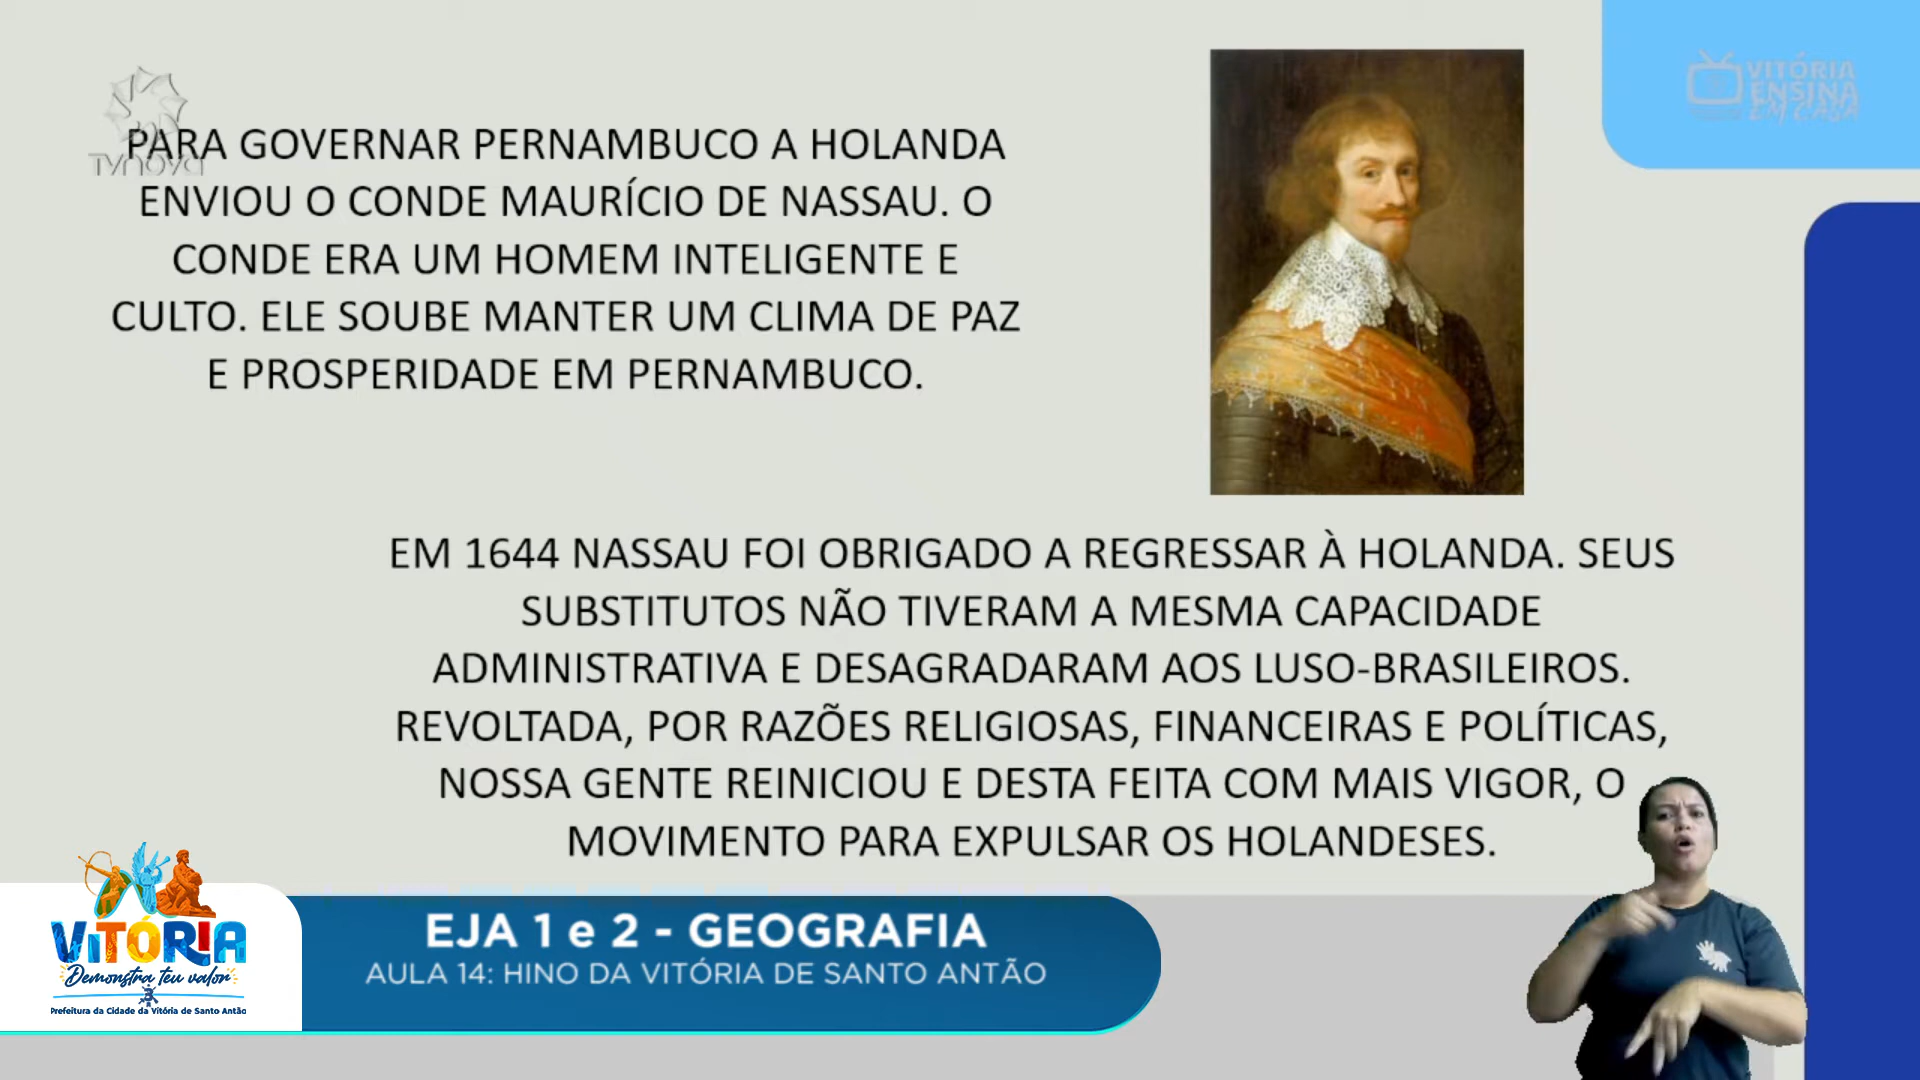 TVnova
VITÓRIA
ENSINA
EM CASA
PARA GOVERNAR PERNAMBUCO A HOLANDA
ENVIOU O CONDE MAURÍCIO DE NASSAU. O
CONDE ERA UM HOMEM INTELIGENTE E
CULTO. ELE SOUBE MANTER UM CLIMA DE PAZ
E PROSPERIDADE EM PERNAMBUCO.
EM 1644 NASSAU FOI OBRIGADO A REGRESSAR À HOLANDA. SEUS
SUBSTITUTOS NÃO TIVERAM A MESMA CAPACIDADE
ADMINISTRATIVA E DESAGRADARAM AOS LUSO-BRASILEIROS.
REVOLTADA, POR RAZÕES RELIGIOSAS, FINANCEIRAS E POLÍTICAS,
NOSSA GENTE REINICIOU E DESTA FEITA COM MAIS VIGOR, O
MOVIMENTO PARA EXPULSAR OS HOLANDESES.
VITÓRIA
Demonstra teu valor
Prefeitura da Cidade da Vitória de Santo Antão
EJA 1 e 2 - GEOGRAFIA
AULA 14: HINO DA VITÓRIA DE SANTO ANTÃO